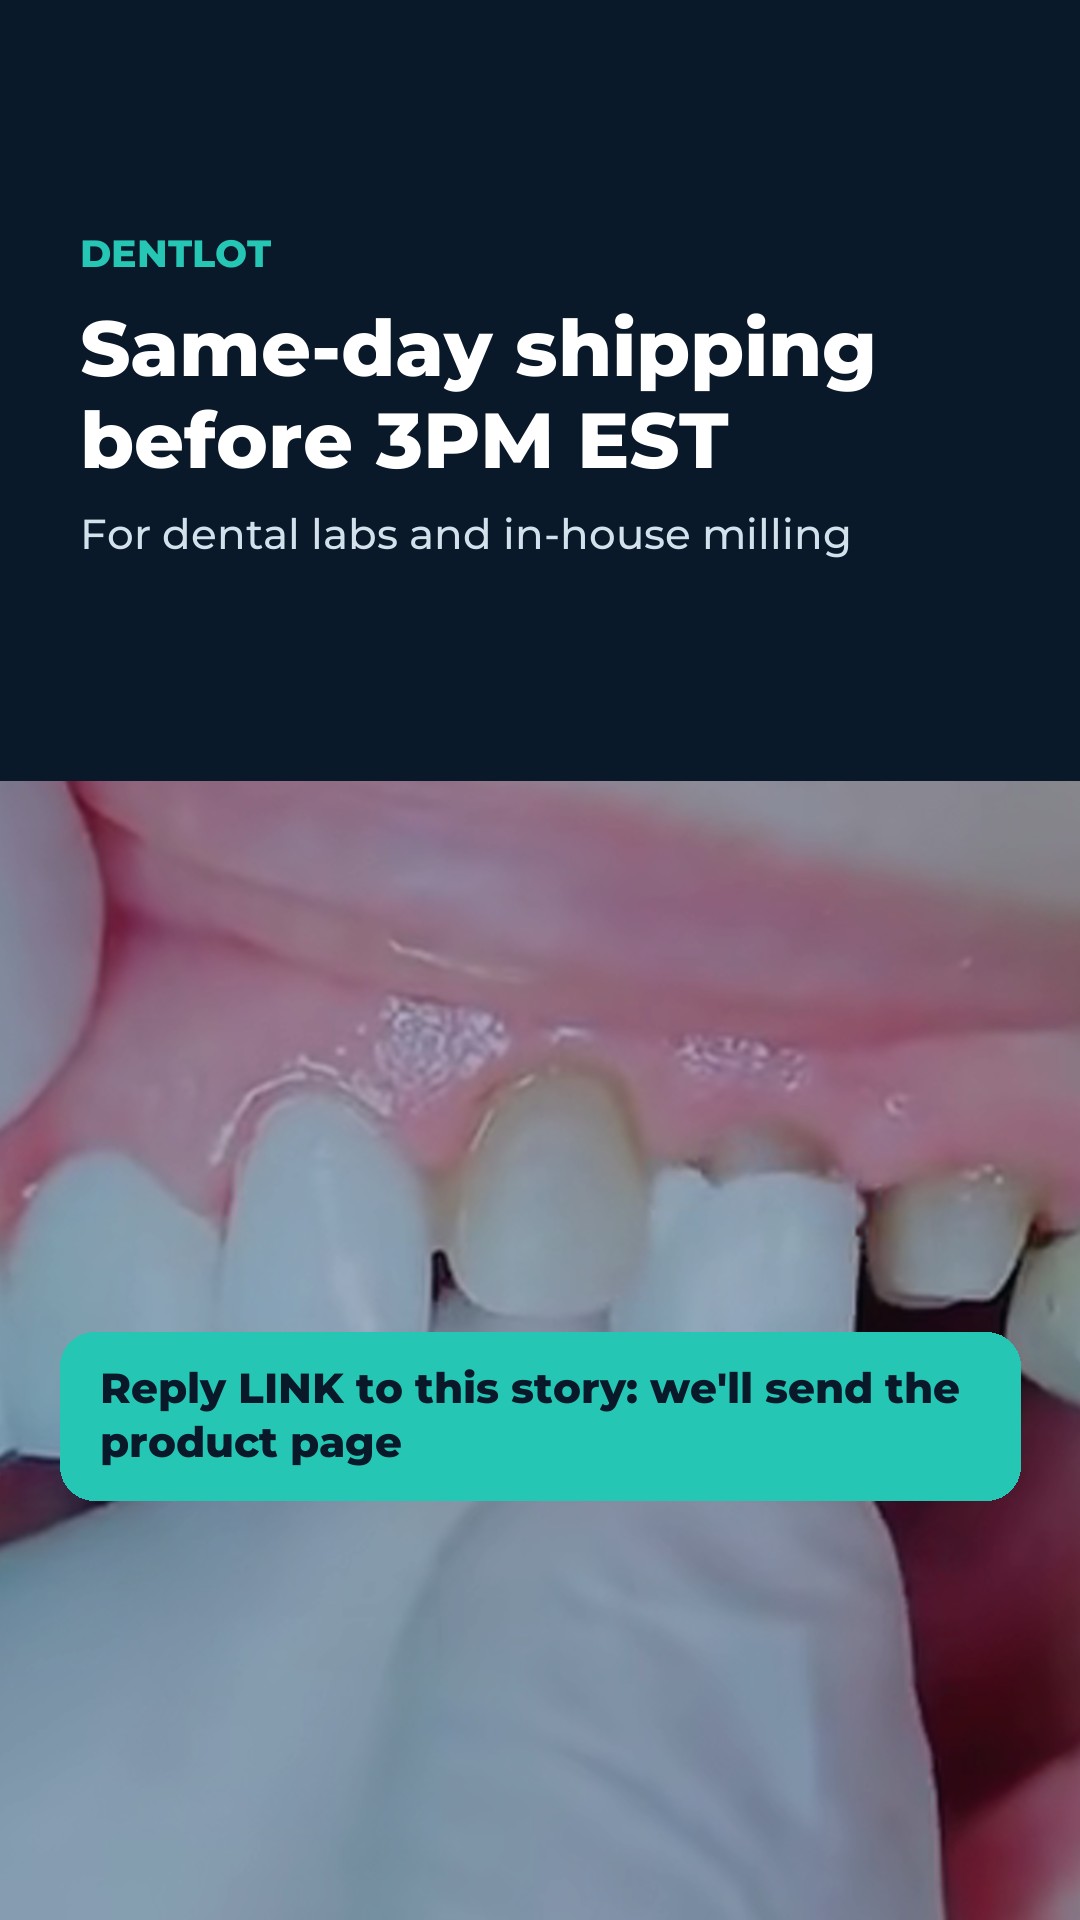 DENTLOT
Same-day shipping
before 3PM EST
For dental labs and in-house milling
Reply LINK to this story: we'll send the
product page